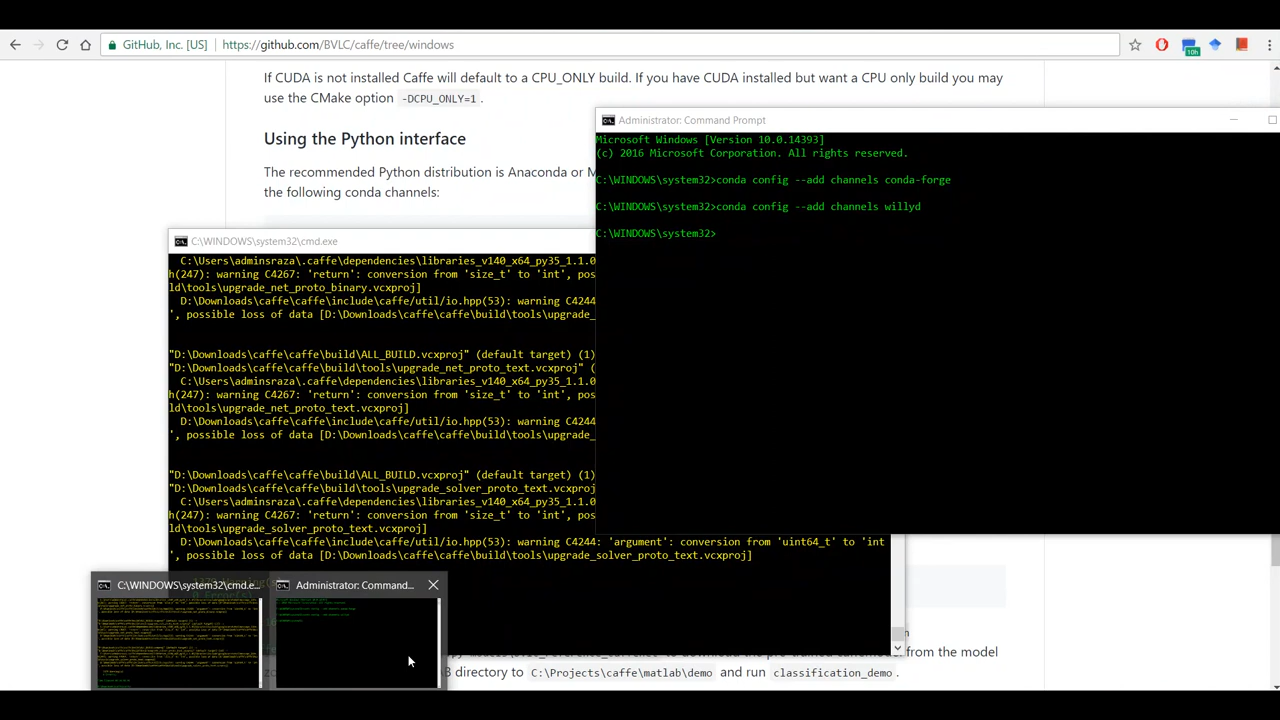 GitHub, Inc. [US]
https://github.com/BVLC/caffe/tree/windows
10h
If CUDA is not installed Caffe will default to a CPU_ONLY build. If you have CUDA installed but want a CPU only build you may
use the CMake option -DCPU_ONLY=1 .
Using the Python interface
The recommended Python distribution is Anaconda or M
the following conda channels:
Administrator: Command Prompt
Microsoft Windows [Version 10.0.14393]
(c) 2016 Microsoft Corporation. All rights reserved.
C:\WINDOWS\system32>conda config --add channels conda-forge
C:\WINDOWS\system32>conda config --add channels willyd
C:\WINDOWS\system32>
C:\WINDOWS\system32\cmd.exe
C:\Users\adminsraza\.caffe\dependencies\libraries_v140_x64_py35_1.1.0
h(247): warning C4267: 'return': conversion from 'size_t' to 'int', pos
ld\tools\upgrade_net_proto_binary.vcxproj]
D:\Downloads\caffe\caffe\include\caffe/util/io.hpp(53): warning C4244
', possible loss of data [D:\Downloads\caffe\caffe\build\tools\upgrade_
"D:\Downloads\caffe\caffe\build\ALL_BUILD.vcxproj" (default target) (1)
"D:\Downloads\caffe\caffe\build\tools\upgrade_net_proto_text.vcxproj" (
C:\Users\adminsraza\.caffe\dependencies\libraries_v140_x64_py35_1.1.0
h(247): warning C4267: 'return': conversion from 'size_t' to 'int', pos
ld\tools\upgrade_net_proto_text.vcxproj]
D:\Downloads\caffe\caffe\include\caffe/util/io.hpp(53): warning C4244
', possible loss of data [D:\Downloads\caffe\caffe\build\tools\upgrade_
"D:\Downloads\caffe\caffe\build\ALL_BUILD.vcxproj" (default target) (1)
"D:\Downloads\caffe\caffe\build\tools\upgrade_solver_proto_text.vcxproj
C:\Users\adminsraza\.caffe\dependencies\libraries_v140_x64_py35_1.1.0
h(247): warning C4267: 'return': conversion from 'size_t' to 'int', pos
ld\tools\upgrade_solver_proto_text.vcxproj]
D:\Downloads\caffe\caffe\include\caffe/util/io.hpp(53): warning C4244: 'argument': conversion from 'uint64_t' to 'int
', possible loss of data [D:\Downloads\caffe\caffe\build\tools\upgrade_solver_proto_text.vcxproj]
C:\WINDOWS\system32\cmd.e...
Administrator: Command...
from the model
3 directory to C:\Projects\caffe\matlab\demo and run classification_demo .